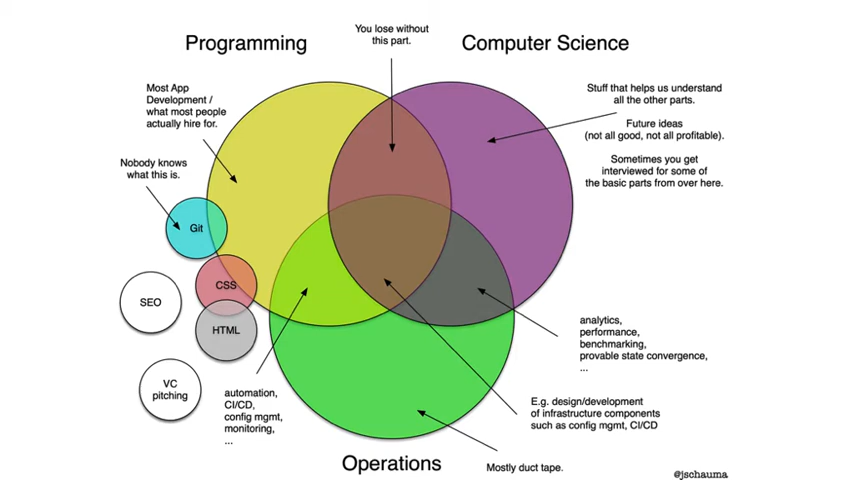 You lose without
this part.
Programming
Computer Science
Most App
Development /
what most people
actually hire for.
Stuff that helps us understand
all the other parts.
Future ideas
(not all good, not all profitable).
Sometimes you get
interviewed for some of
the basic parts from over here.
Nobody knows
what this is.
Git
CSS
SEO
HTML
VC
pitching
analytics,
performance,
benchmarking,
provable state convergence,
...
automation,
CI/CD,
config mgmt,
monitoring,
...
E.g. design/development
of infrastructure components
such as config mgmt, CI/CD
Operations
Mostly duct tape.
@jschauma